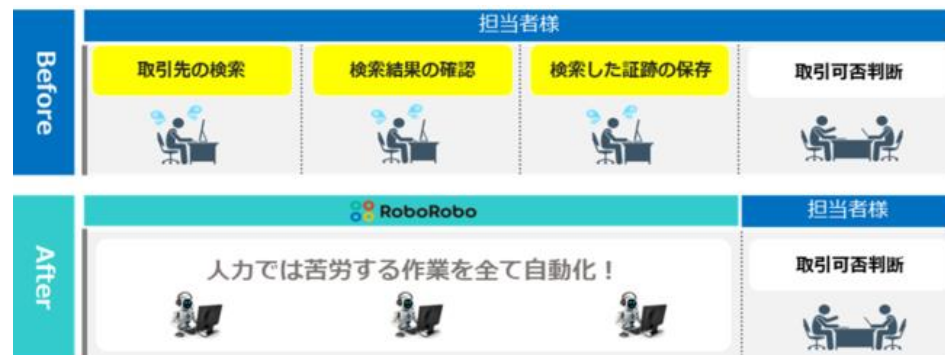 Before
担当者様
取引先の検索
検索結果の確認
検索した証跡の保存
取引可否判断
After
RoboRobo
担当者様
人力では苦労する作業を全て自動化！
取引可否判断